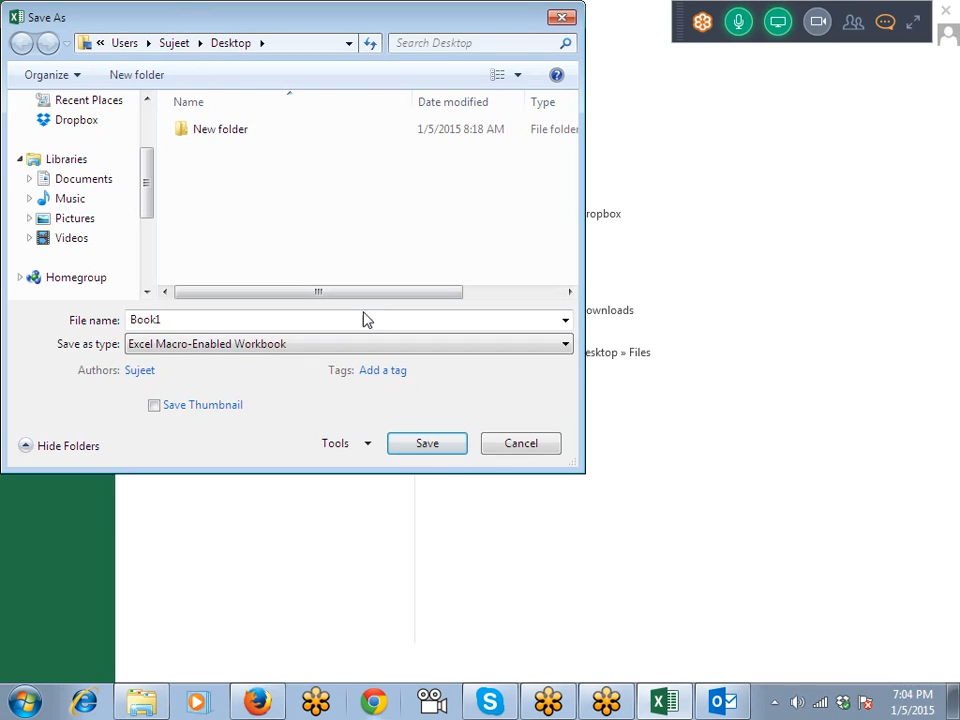 Save As
« Users Sujeet Desktop
Search Desktop
Organize New folder
Name Date modified Type
Recent Places
Dropbox
New folder 1/5/2015 8:18 AM File folder
Libraries
Documents
Music
Pictures
Videos
Homegroup
ropbox
ownloads
esktop » Files
File name: Book1
Save as type: Excel Macro-Enabled Workbook
Authors: Sujeet Tags: Add a tag
Save Thumbnail
Hide Folders Tools Save Cancel
7:04 PM
1/5/2015